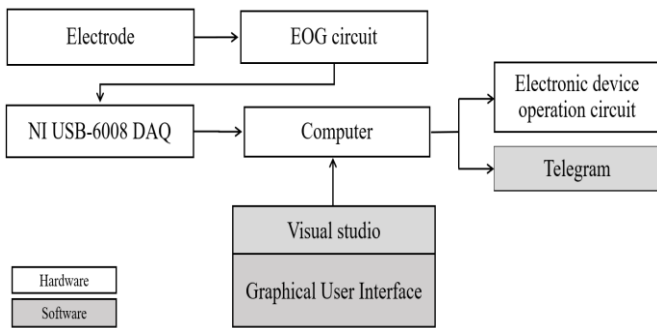 Electrode
EOG circuit
NI USB-6008 DAQ
Computer
Electronic device
operation circuit
Telegram
Visual studio
Graphical User Interface
Hardware
Software